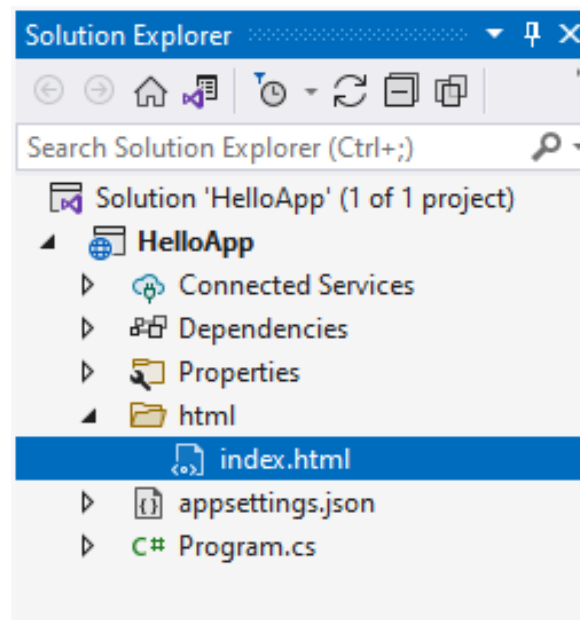 Solution Explorer
Search Solution Explorer (Ctrl+;)
Solution 'HelloApp' (1 of 1 project)
HelloApp
Connected Services
Dependencies
Properties
html
index.html
appsettings.json
C# Program.cs